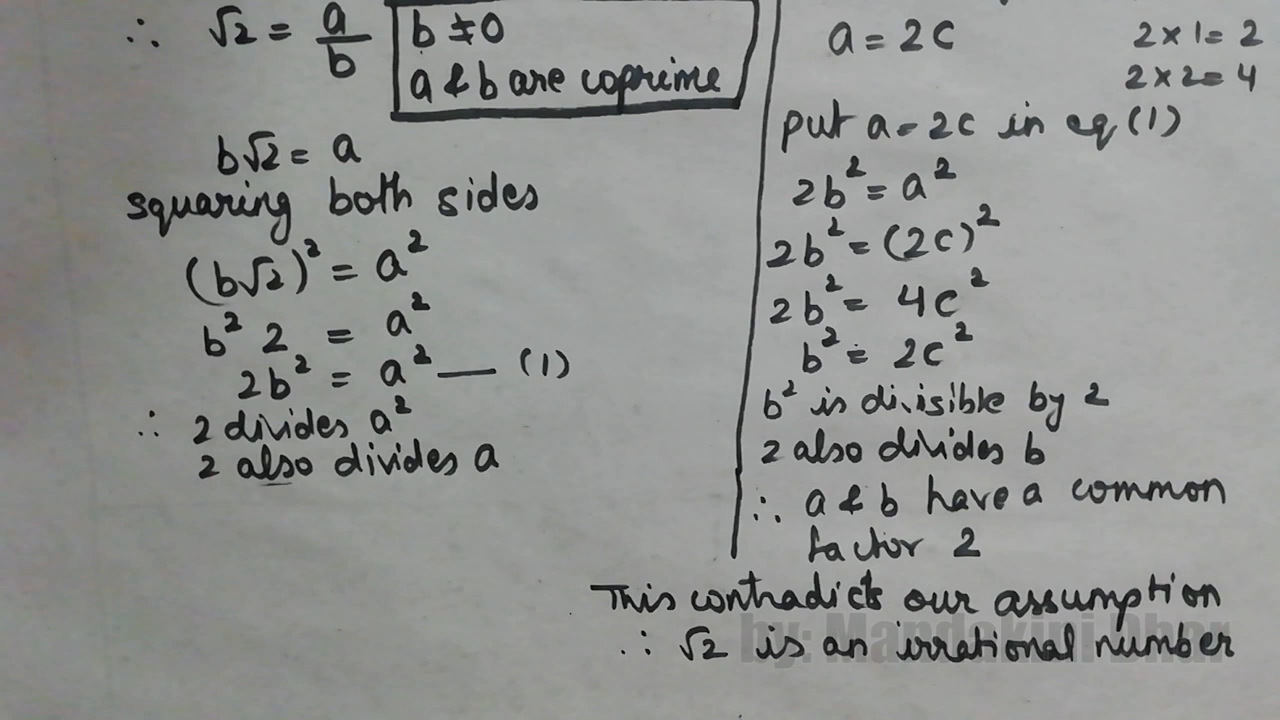 ∴ √2 = a/b
b ≠ 0
a & b are coprime
b√2 = a
squaring both sides
(b√2)² = a²
b² 2 = a²
2b² = a² — (1)
∴ 2 divides a²
2 also divides a
a = 2c
2 × 1 = 2
2 × 2 = 4
put a = 2c in eq (1)
2b² = a²
2b² = (2c)²
2b² = 4c²
b² = 2c²
b² is divisible by 2
2 also divides b
∴ a & b have a common
factor 2
This contradicts our assumption
∴ √2 is an irrational number
by: Mandakini Dhar